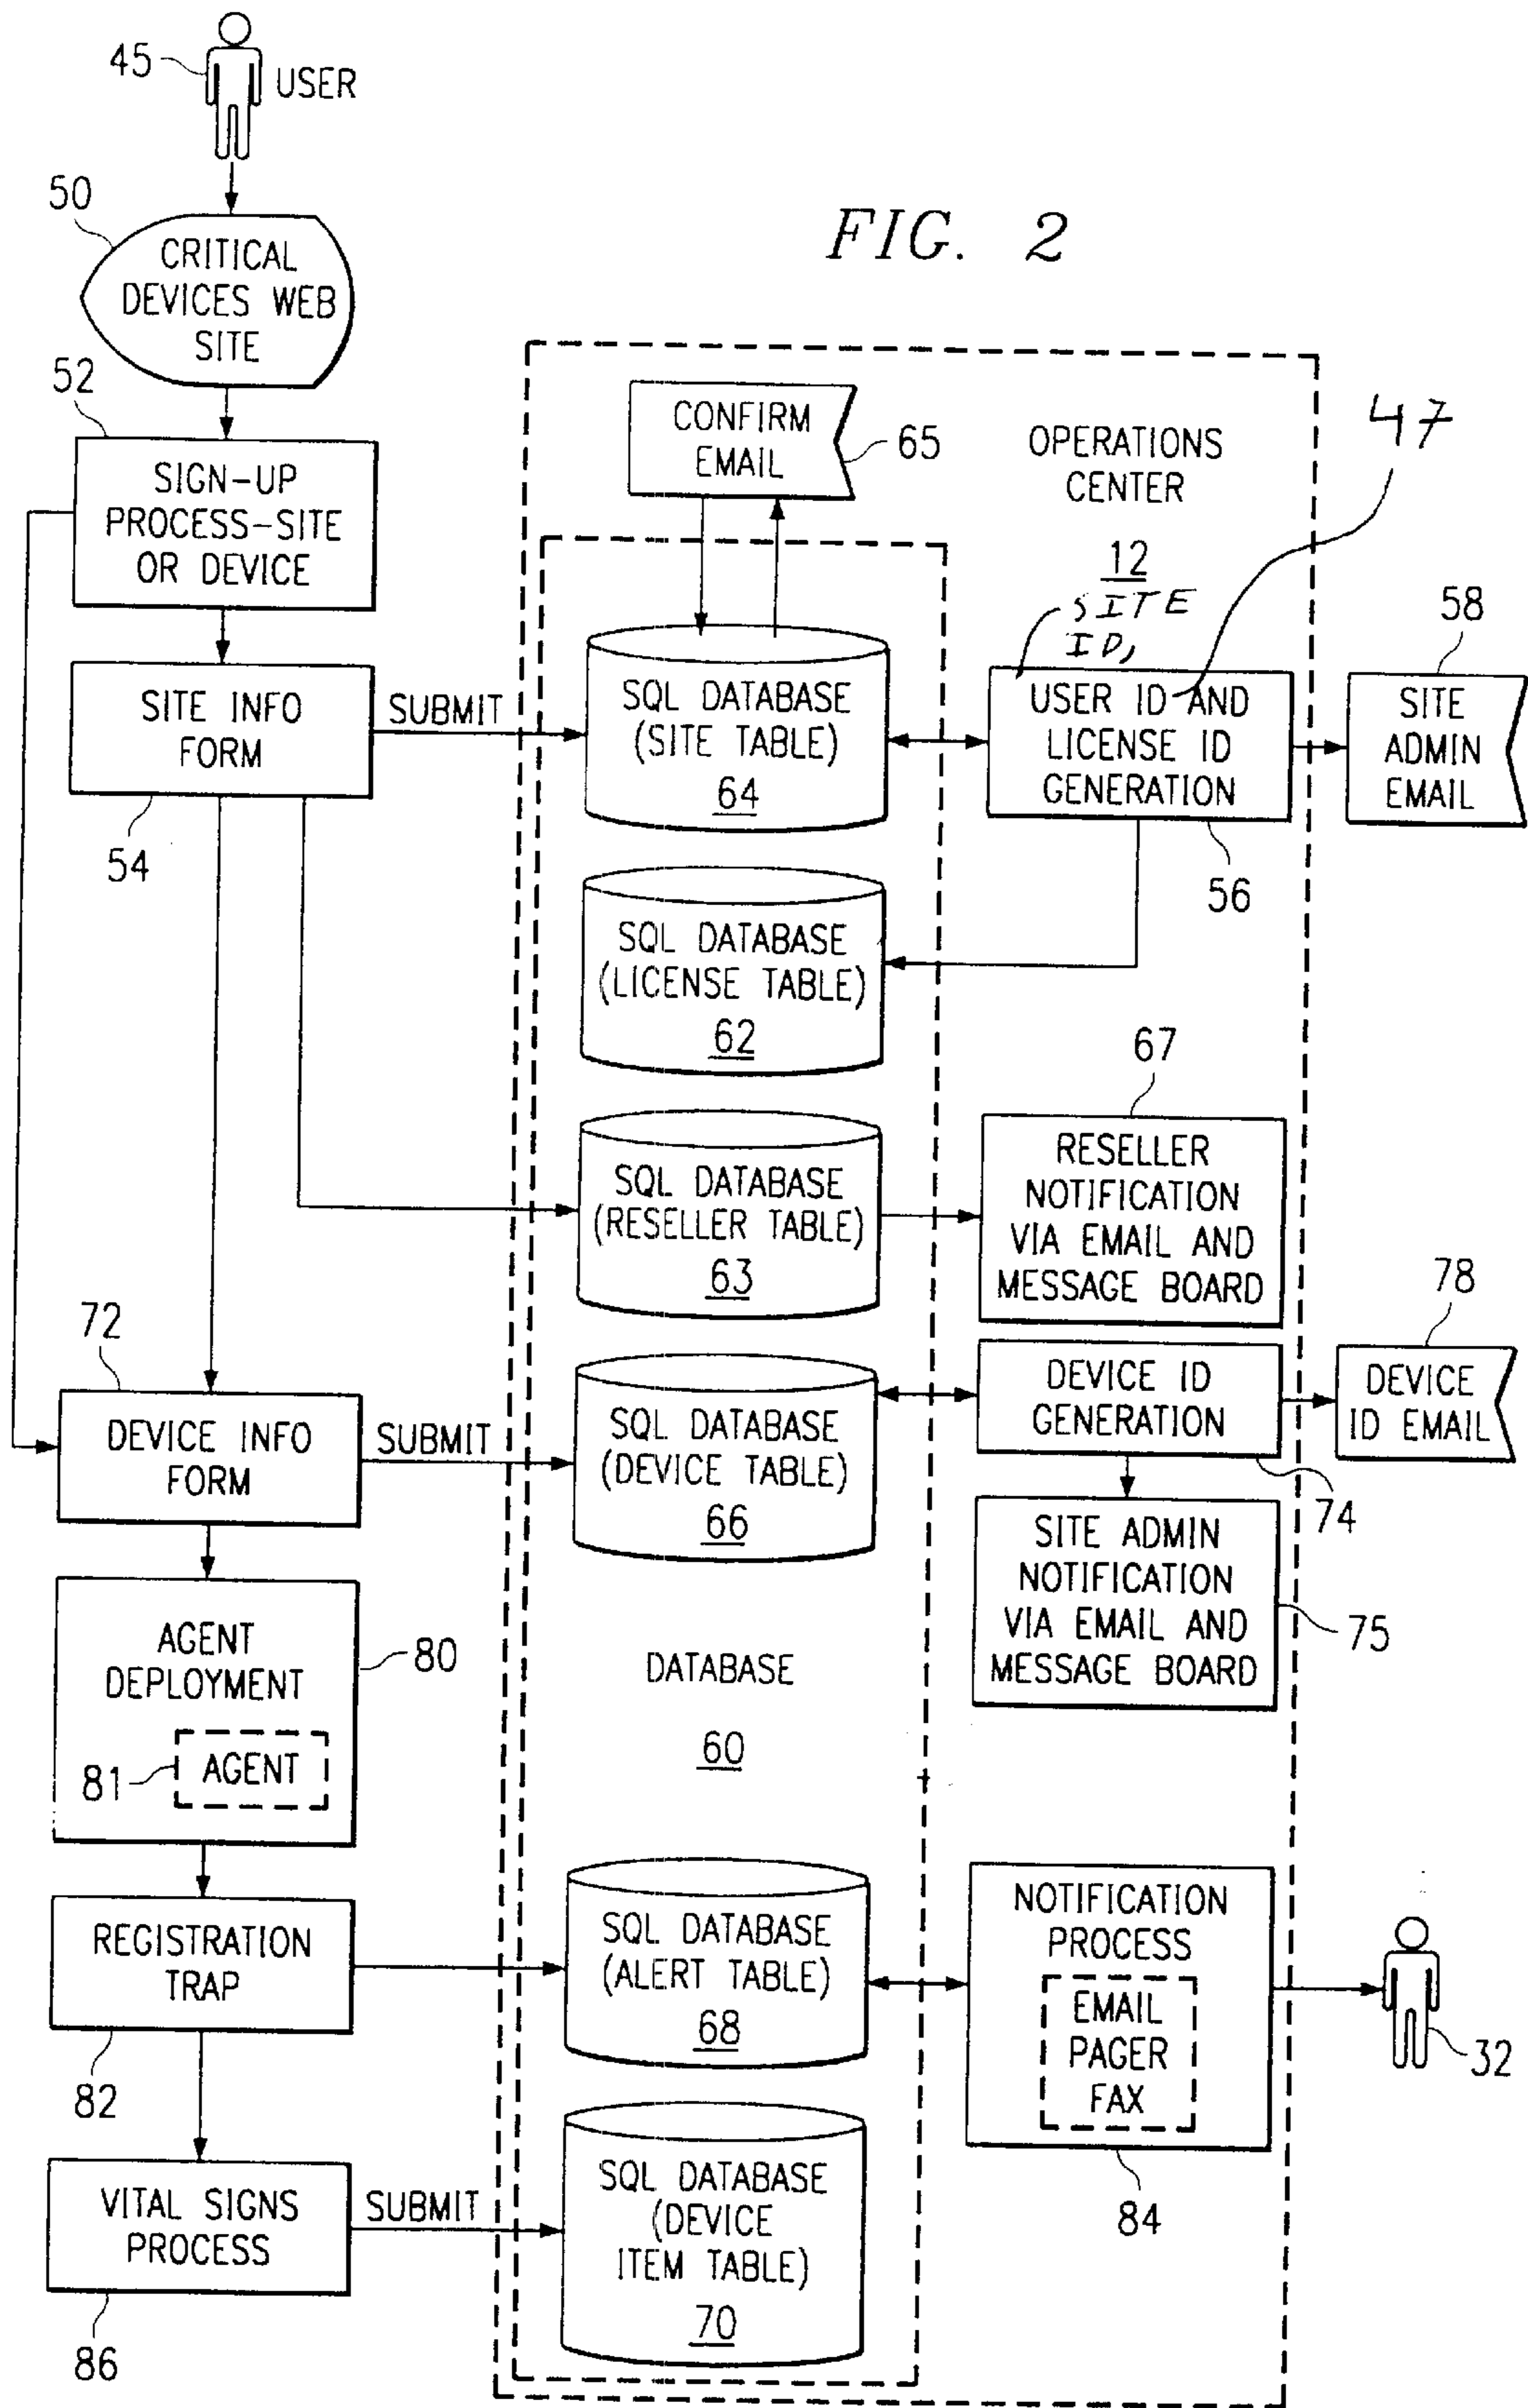 45
USER
50
FIG. 2
CRITICAL
DEVICES WEB
SITE
52
SIGN-UP
PROCESS-SITE
OR DEVICE
CONFIRM
EMAIL
65
OPERATIONS
CENTER
12
47
SITE
ID,
SITE INFO
FORM
54
SUBMIT
SQL DATABASE
(SITE TABLE)
64
USER ID AND
LICENSE ID
GENERATION
56
58
SITE
ADMIN
EMAIL
SQL DATABASE
(LICENSE TABLE)
62
SQL DATABASE
(RESELLER TABLE)
63
67
RESELLER
NOTIFICATION
VIA EMAIL AND
MESSAGE BOARD
72
DEVICE INFO
FORM
SUBMIT
SQL DATABASE
(DEVICE TABLE)
66
DEVICE ID
GENERATION
74
78
DEVICE
ID EMAIL
SITE ADMIN
NOTIFICATION
VIA EMAIL AND
MESSAGE BOARD
75
AGENT
DEPLOYMENT
80
81
AGENT
DATABASE
60
REGISTRATION
TRAP
82
SQL DATABASE
(ALERT TABLE)
68
NOTIFICATION
PROCESS
EMAIL
PAGER
FAX
84
32
VITAL SIGNS
PROCESS
86
SUBMIT
SQL DATABASE
(DEVICE
ITEM TABLE)
70